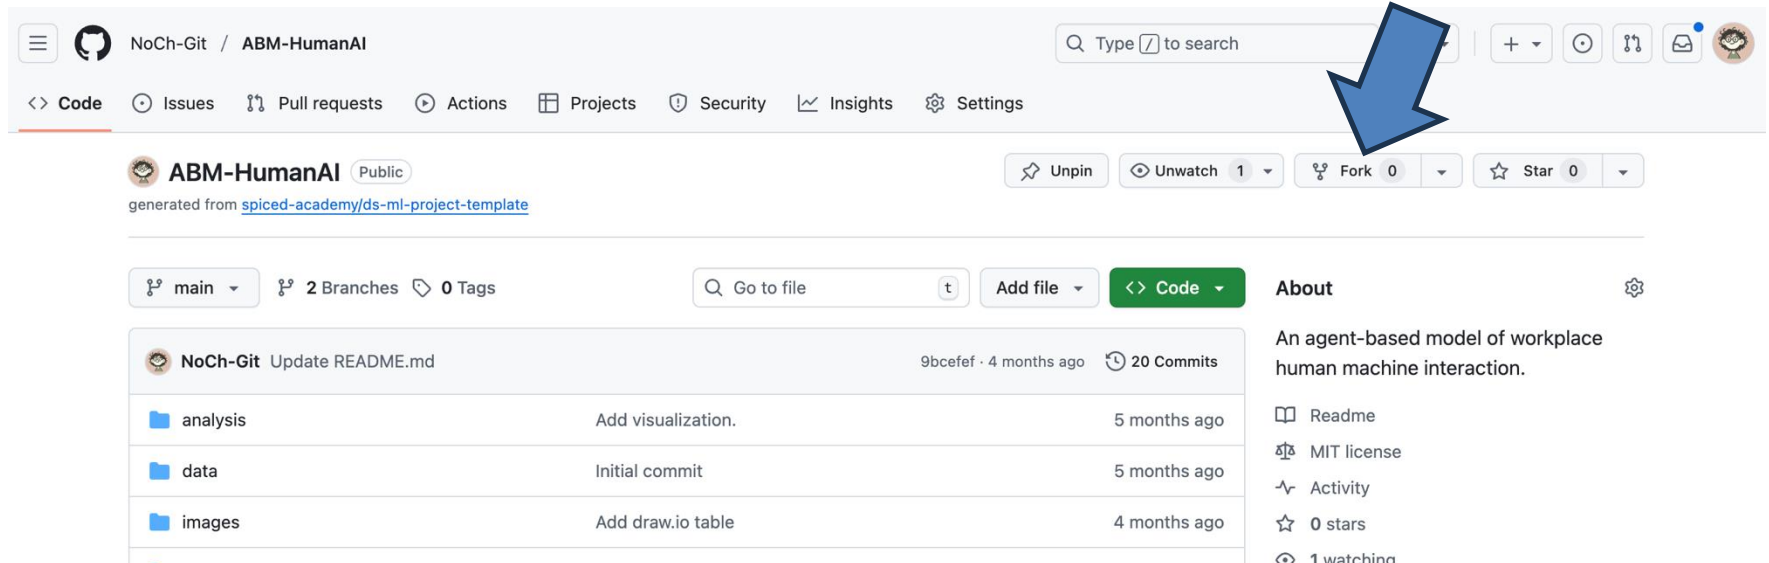 NoCh-Git / ABM-HumanAI Type / to search
Code Issues Pull requests Actions Projects Security Insights Settings
ABM-HumanAI Public Unpin Unwatch 1 Fork 0 Star 0
generated from spiced-academy/ds-ml-project-template
main 2 Branches 0 Tags Go to file t Add file <> Code About
An agent-based model of workplace
human machine interaction.
NoCh-Git Update README.md 9bcefef · 4 months ago 20 Commits
analysis Add visualization. 5 months ago
data Initial commit 5 months ago
images Add draw.io table 4 months ago
Readme
MIT license
Activity
0 stars
1 watching